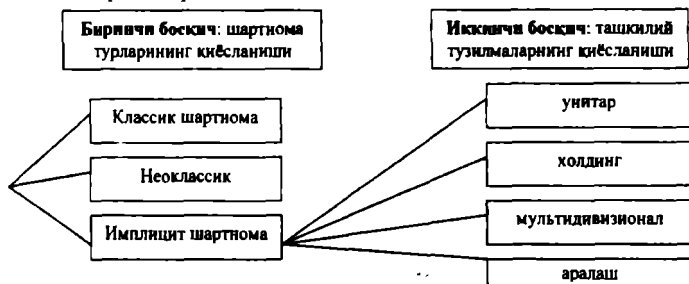 Биринчи босқич: шартнома
турларининг қиёсланиши
Иккинчи босқич: ташкилий
тузилмаларнинг қиёсланиши
Классик шартнома
Неоклассик
Имплицит шартнома
унитар
холдинг
мультидивизионал
аралаш